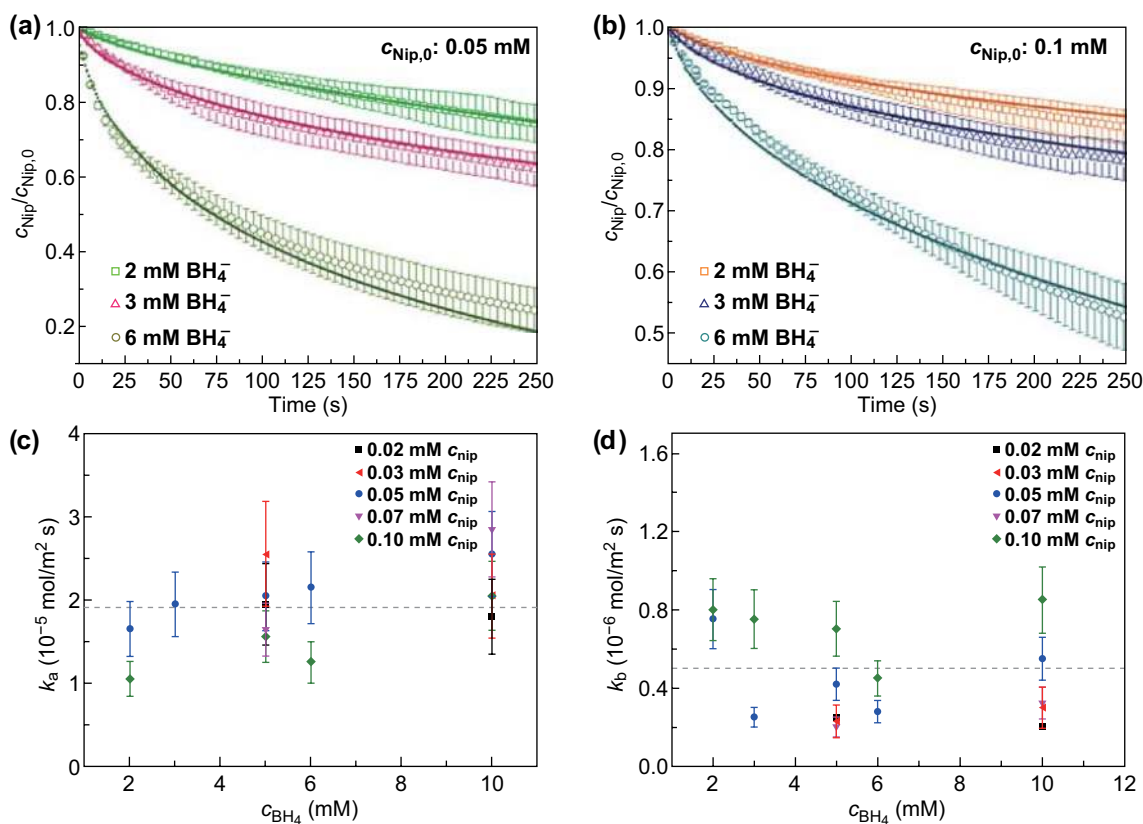 (a)
c_Nip,0: 0.05 mM
1.0
0.8
0.6
0.4
0.2
c_Nip/c_Nip,0
2 mM BH₄⁻
3 mM BH₄⁻
6 mM BH₄⁻
0 25 50 75 100 125 150 175 200 225 250
Time (s)
(b)
c_Nip,0: 0.1 mM
1.0
0.9
0.8
0.7
0.6
0.5
c_Nip/c_Nip,0
2 mM BH₄⁻
3 mM BH₄⁻
6 mM BH₄⁻
0 25 50 75 100 125 150 175 200 225 250
Time (s)
(c)
4
3
2
1
0
k_a (10⁻⁵ mol/m² s)
0.02 mM c_nip
0.03 mM c_nip
0.05 mM c_nip
0.07 mM c_nip
0.10 mM c_nip
2 4 6 8 10
c_BH₄ (mM)
(d)
1.6
1.2
0.8
0.4
0.0
k_b (10⁻⁶ mol/m² s)
0.02 mM c_nip
0.03 mM c_nip
0.05 mM c_nip
0.07 mM c_nip
0.10 mM c_nip
2 4 6 8 10 12
c_BH₄ (mM)